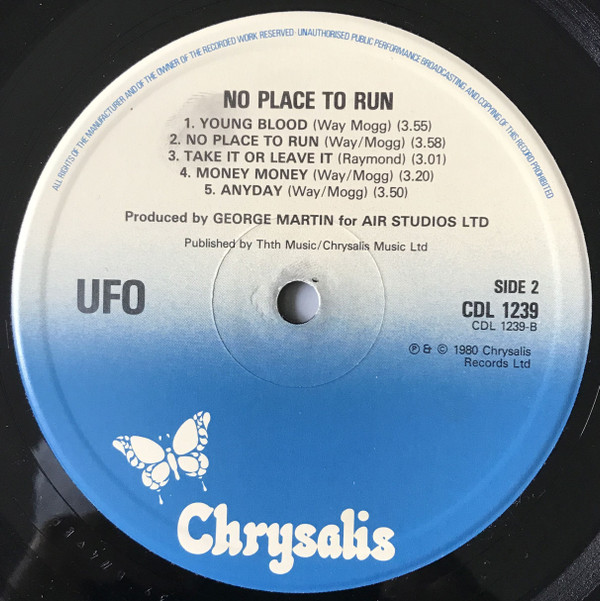 ALL RIGHTS OF THE MANUFACTURER AND OF THE OWNER OF THE RECORDED WORK RESERVED · UNAUTHORISED PUBLIC PERFORMANCE BROADCASTING AND COPYING OF THIS RECORD PROHIBITED
NO PLACE TO RUN
1. YOUNG BLOOD (Way Mogg) (3.55)
2. NO PLACE TO RUN (Way/Mogg) (3.58)
3. TAKE IT OR LEAVE IT (Raymond) (3.01)
4. MONEY MONEY (Way/Mogg) (3.20)
5. ANYDAY (Way/Mogg) (3.50)
Produced by GEORGE MARTIN for AIR STUDIOS LTD
Published by Thth Music/Chrysalis Music Ltd
UFO
SIDE 2
CDL 1239
CDL 1239-B
℗ & © 1980 Chrysalis
Records Ltd
Chrysalis